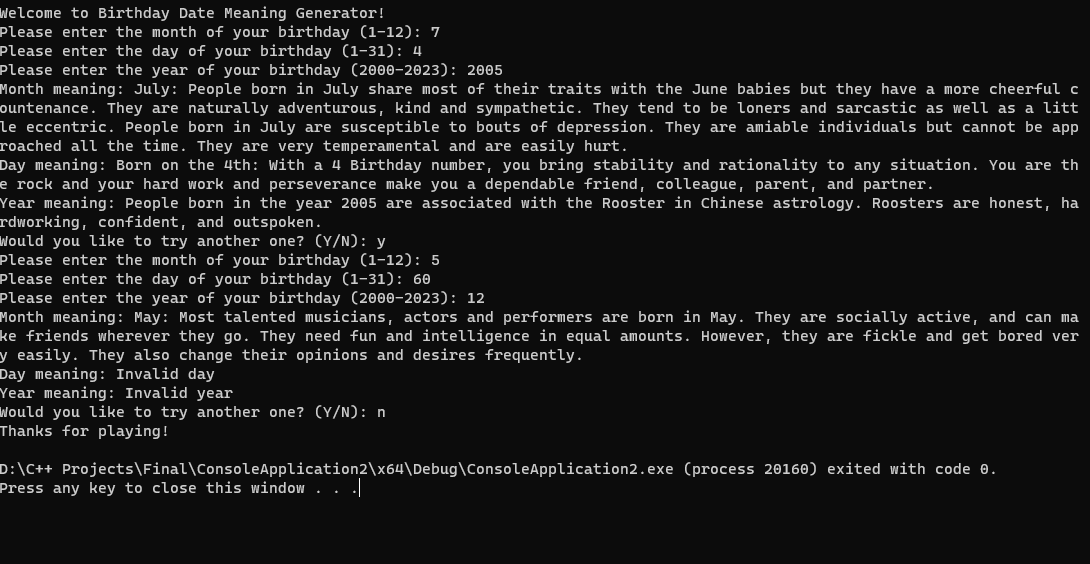 Welcome to Birthday Date Meaning Generator!
Please enter the month of your birthday (1-12): 7
Please enter the day of your birthday (1-31): 4
Please enter the year of your birthday (2000-2023): 2005
Month meaning: July: People born in July share most of their traits with the June babies but they have a more cheerful c
ountenance. They are naturally adventurous, kind and sympathetic. They tend to be loners and sarcastic as well as a litt
le eccentric. People born in July are susceptible to bouts of depression. They are amiable individuals but cannot be app
roached all the time. They are very temperamental and are easily hurt.
Day meaning: Born on the 4th: With a 4 Birthday number, you bring stability and rationality to any situation. You are th
e rock and your hard work and perseverance make you a dependable friend, colleague, parent, and partner.
Year meaning: People born in the year 2005 are associated with the Rooster in Chinese astrology. Roosters are honest, ha
rdworking, confident, and outspoken.
Would you like to try another one? (Y/N): y
Please enter the month of your birthday (1-12): 5
Please enter the day of your birthday (1-31): 60
Please enter the year of your birthday (2000-2023): 12
Month meaning: May: Most talented musicians, actors and performers are born in May. They are socially active, and can ma
ke friends wherever they go. They need fun and intelligence in equal amounts. However, they are fickle and get bored ver
y easily. They also change their opinions and desires frequently.
Day meaning: Invalid day
Year meaning: Invalid year
Would you like to try another one? (Y/N): n
Thanks for playing!
D:\C++ Projects\Final\ConsoleApplication2\x64\Debug\ConsoleApplication2.exe (process 20160) exited with code 0.
Press any key to close this window . . .